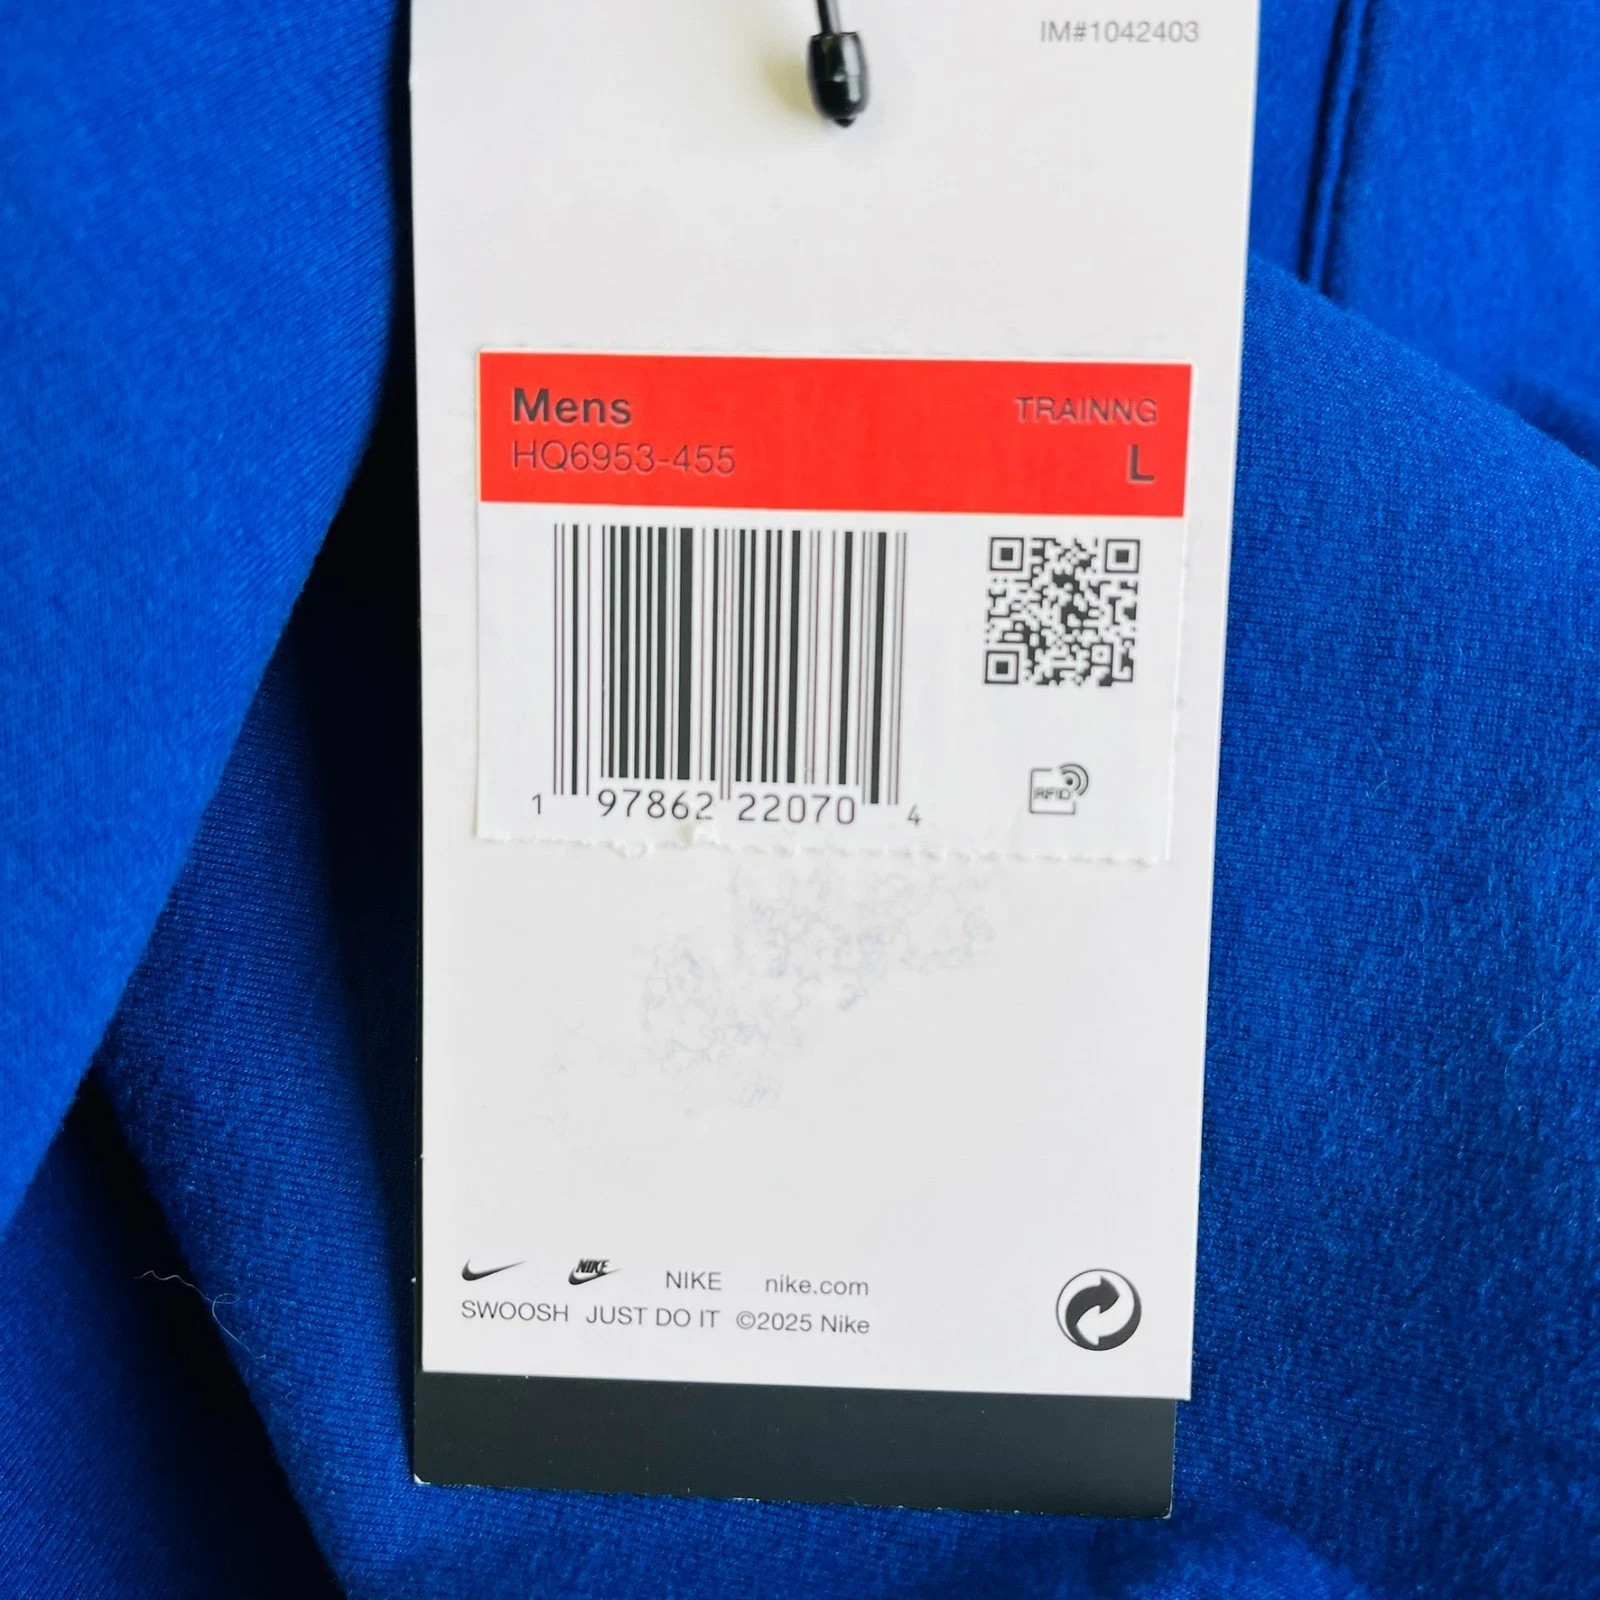 IM#1042403
Mens TRAINNG
HQ6953-455 L
1 97862 22070 4
RFID
NIKE NIKE nike.com
SWOOSH JUST DO IT ©2025 Nike